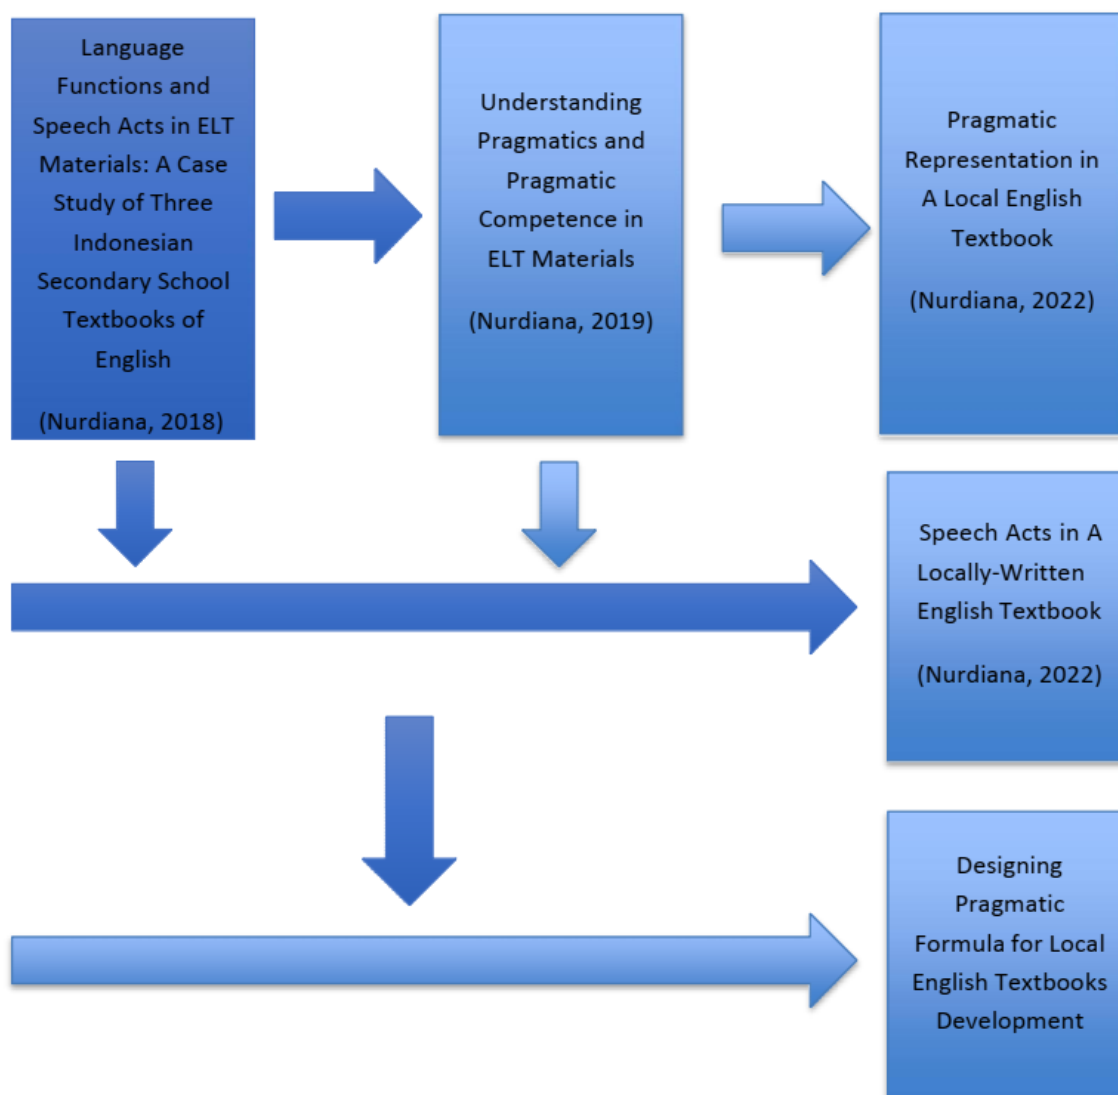 Language
Functions and
Speech Acts in ELT
Materials: A Case
Study of Three
Indonesian
Secondary School
Textbooks of
English
(Nurdiana, 2018)
Understanding
Pragmatics and
Pragmatic
Competence in
ELT Materials
(Nurdiana, 2019)
Pragmatic
Representation in
A Local English
Textbook
(Nurdiana, 2022)
Speech Acts in A
Locally-Written
English Textbook
(Nurdiana, 2022)
Designing
Pragmatic
Formula for Local
English Textbooks
Development